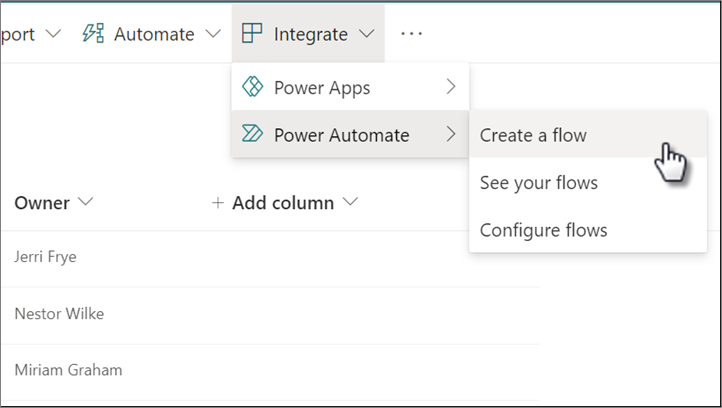 port Automate Integrate ...
Power Apps
Power Automate
Create a flow
See your flows
Configure flows
Owner + Add column
Jerri Frye
Nestor Wilke
Miriam Graham